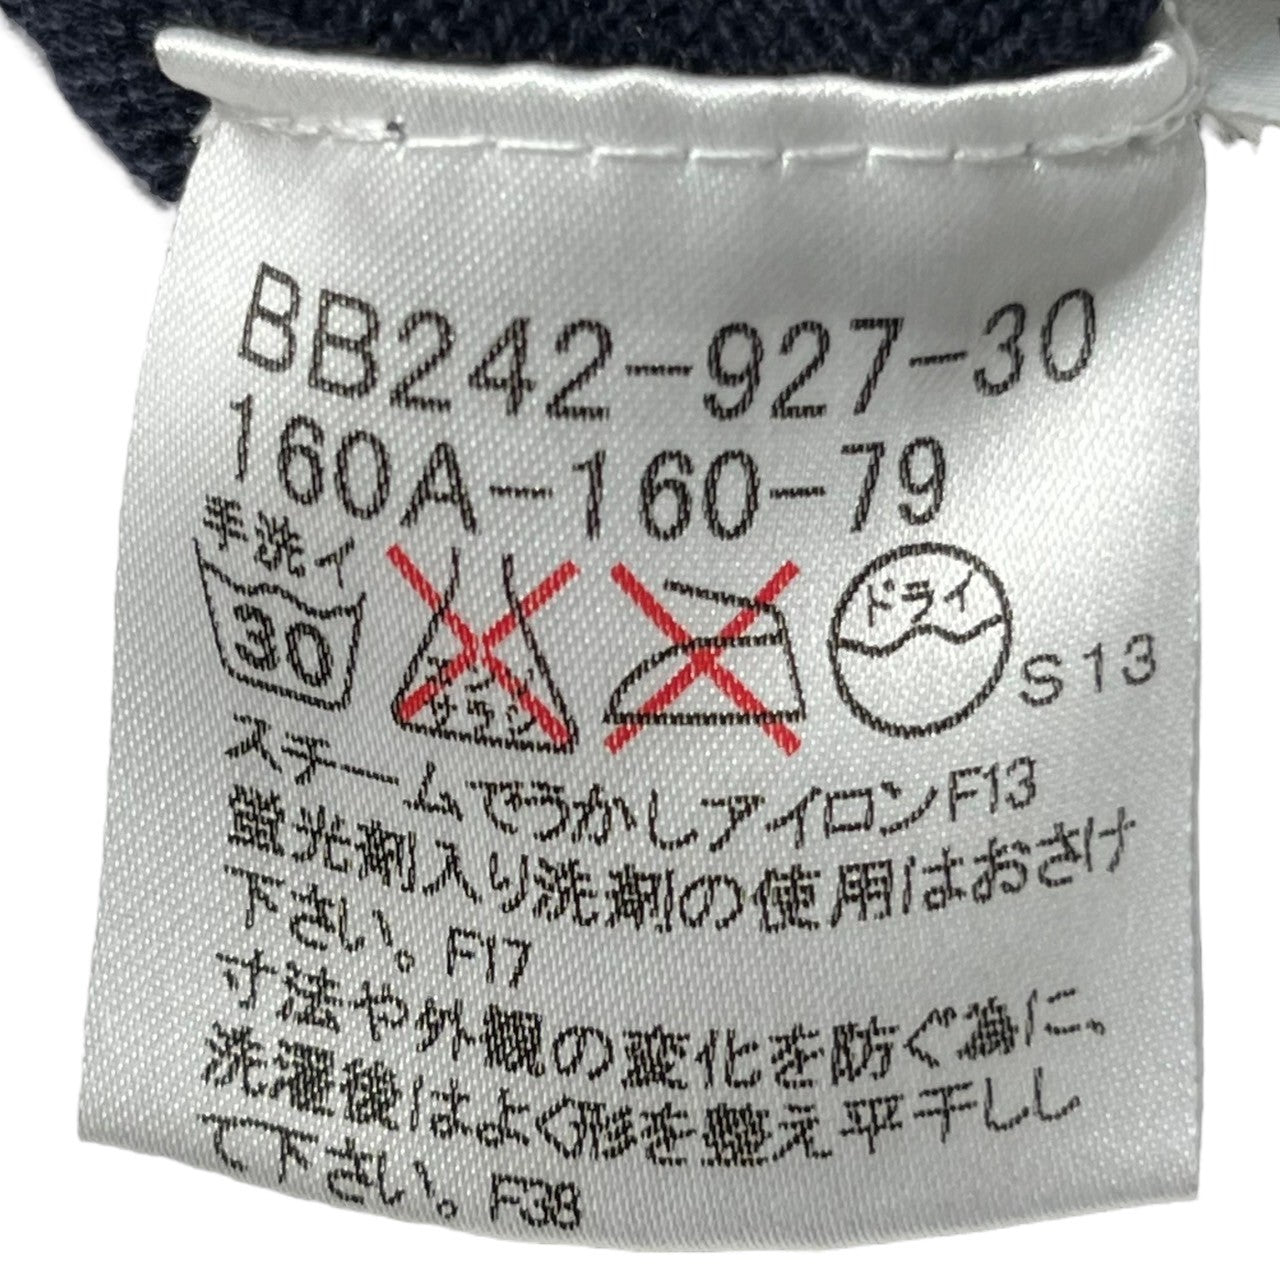 BB242-927-30
160A-160-79
手洗イ
30
エンソサラシ
ドライ
S13
スチームでうかしアイロンF13
蛍光剤入り洗剤の使用はおさけ
下さい。F17
寸法や外観の変化を防ぐ為に、
洗濯後はよく形を整え平干しし
て下さい。F38